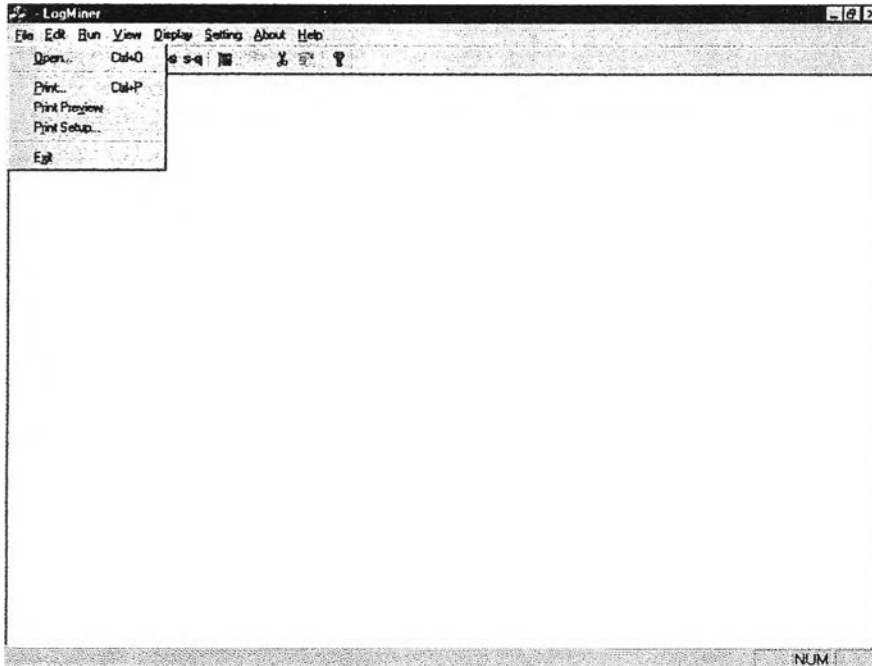 - LogMiner
File Edit Run View Display Setting About Help
Open... Ctrl+O
s-q
Print... Ctrl+P
Print Preview
Print Setup...
Exit
NUM